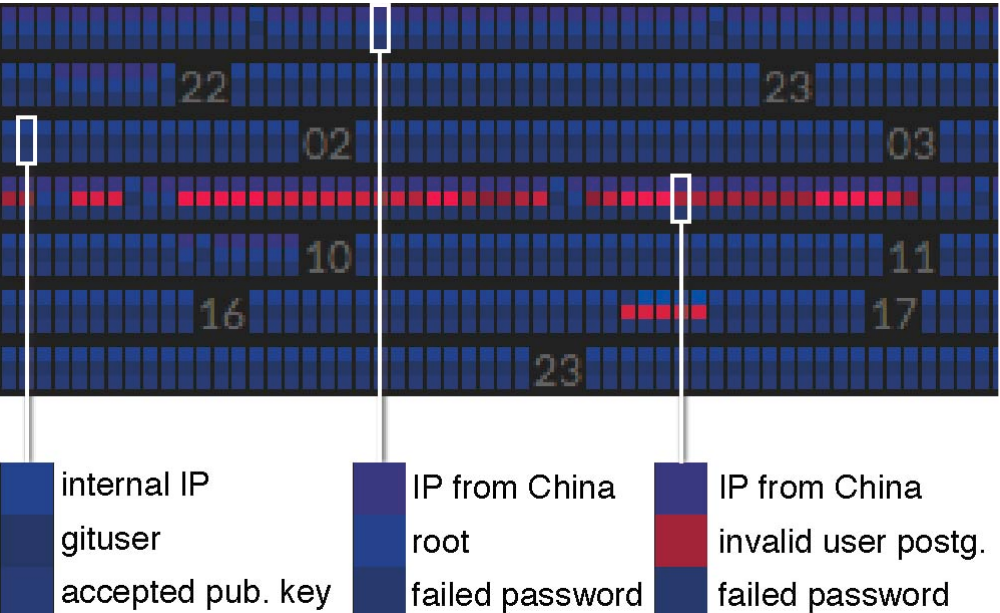 22 23
02 03
10 11
16 17
23
internal IP
gituser
accepted pub. key
IP from China
root
failed password
IP from China
invalid user postg.
failed password